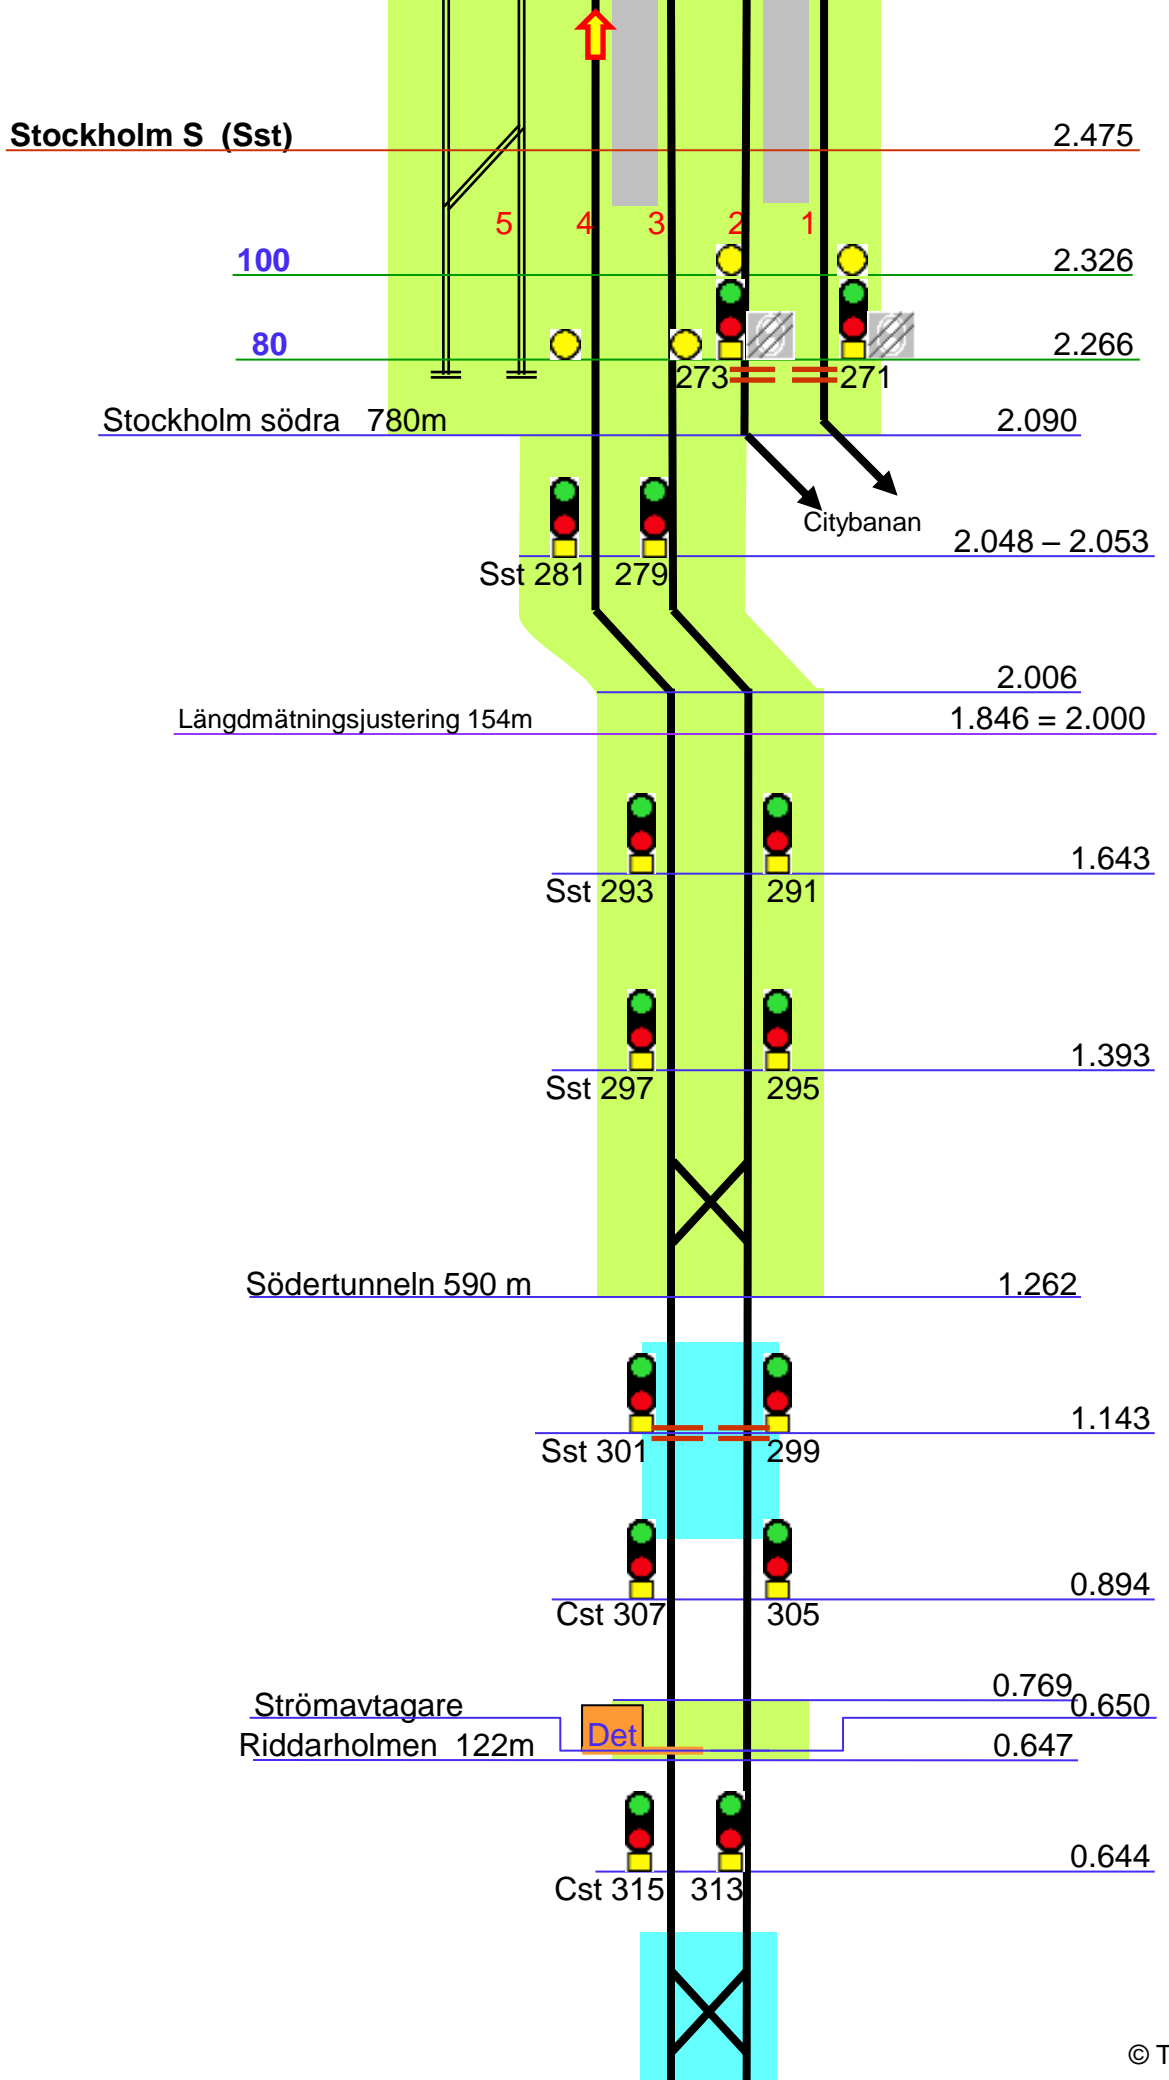 Stockholm S (Sst) 2.475
5 4 3 2 1
100 2.326
80 2.266
273 271
Stockholm södra 780m 2.090
Citybanan
2.048 – 2.053
Sst 281 279
2.006
Längdmätningsjustering 154m 1.846 = 2.000
1.643
Sst 293 291
1.393
Sst 297 295
Södertunneln 590 m 1.262
1.143
Sst 301 299
0.894
Cst 307 305
0.769
Strömavtagare 0.650
Det
Riddarholmen 122m 0.647
0.644
Cst 315 313
© T